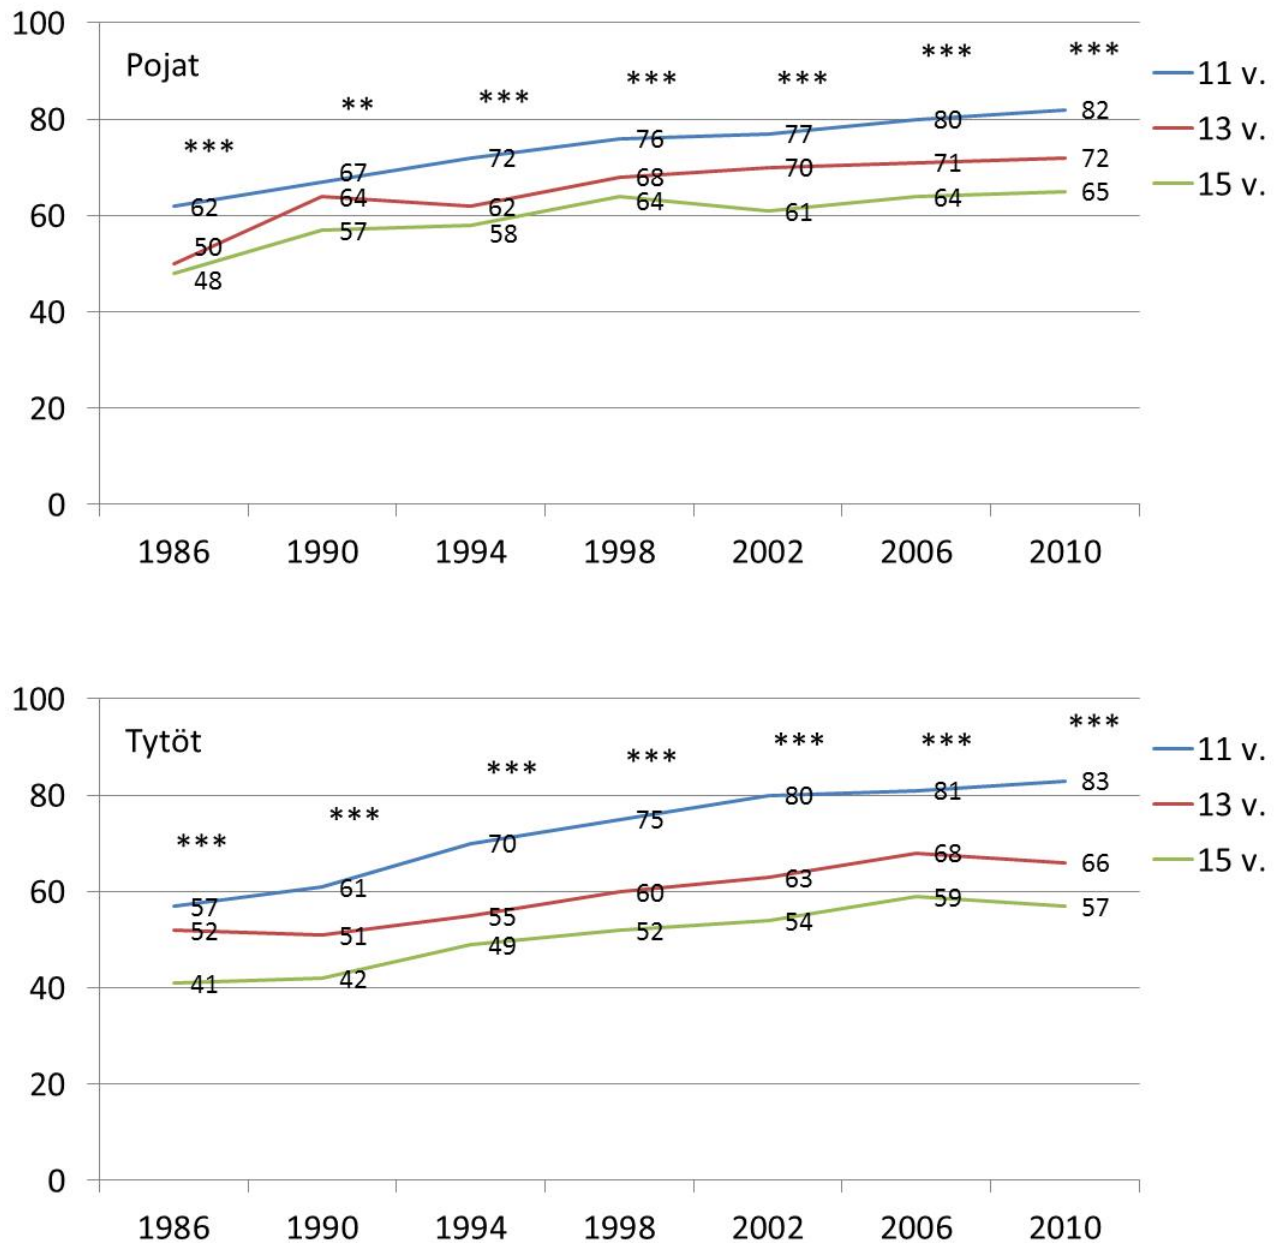 100
Pojat
*** ** *** *** *** *** ***
11 v.
13 v.
15 v.
80
60
40
20
0
62 67 72 76 77 80 82
50 64 62 68 70 71 72
48 57 58 64 61 64 65
1986 1990 1994 1998 2002 2006 2010
100
Tytöt
*** *** *** *** *** *** ***
11 v.
13 v.
15 v.
80
60
40
20
0
57 61 70 75 80 81 83
52 51 55 60 63 68 66
41 42 49 52 54 59 57
1986 1990 1994 1998 2002 2006 2010